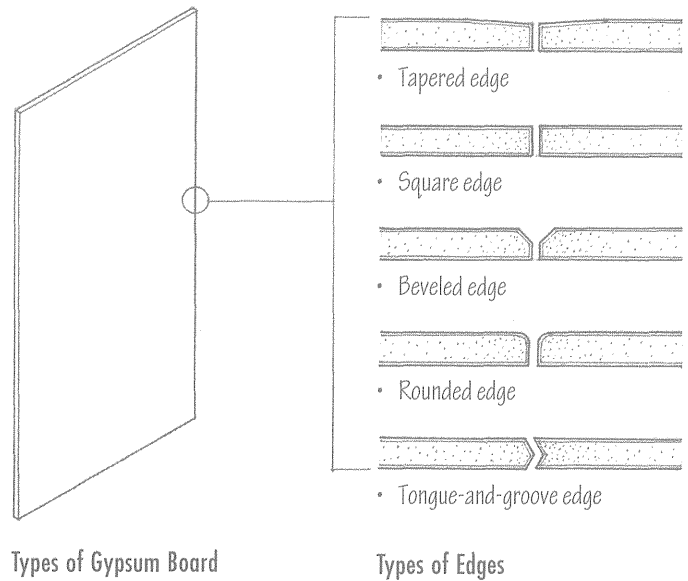 • Tapered edge
• Square edge
• Beveled edge
• Rounded edge
• Tongue-and-groove edge
Types of Gypsum Board
Types of Edges